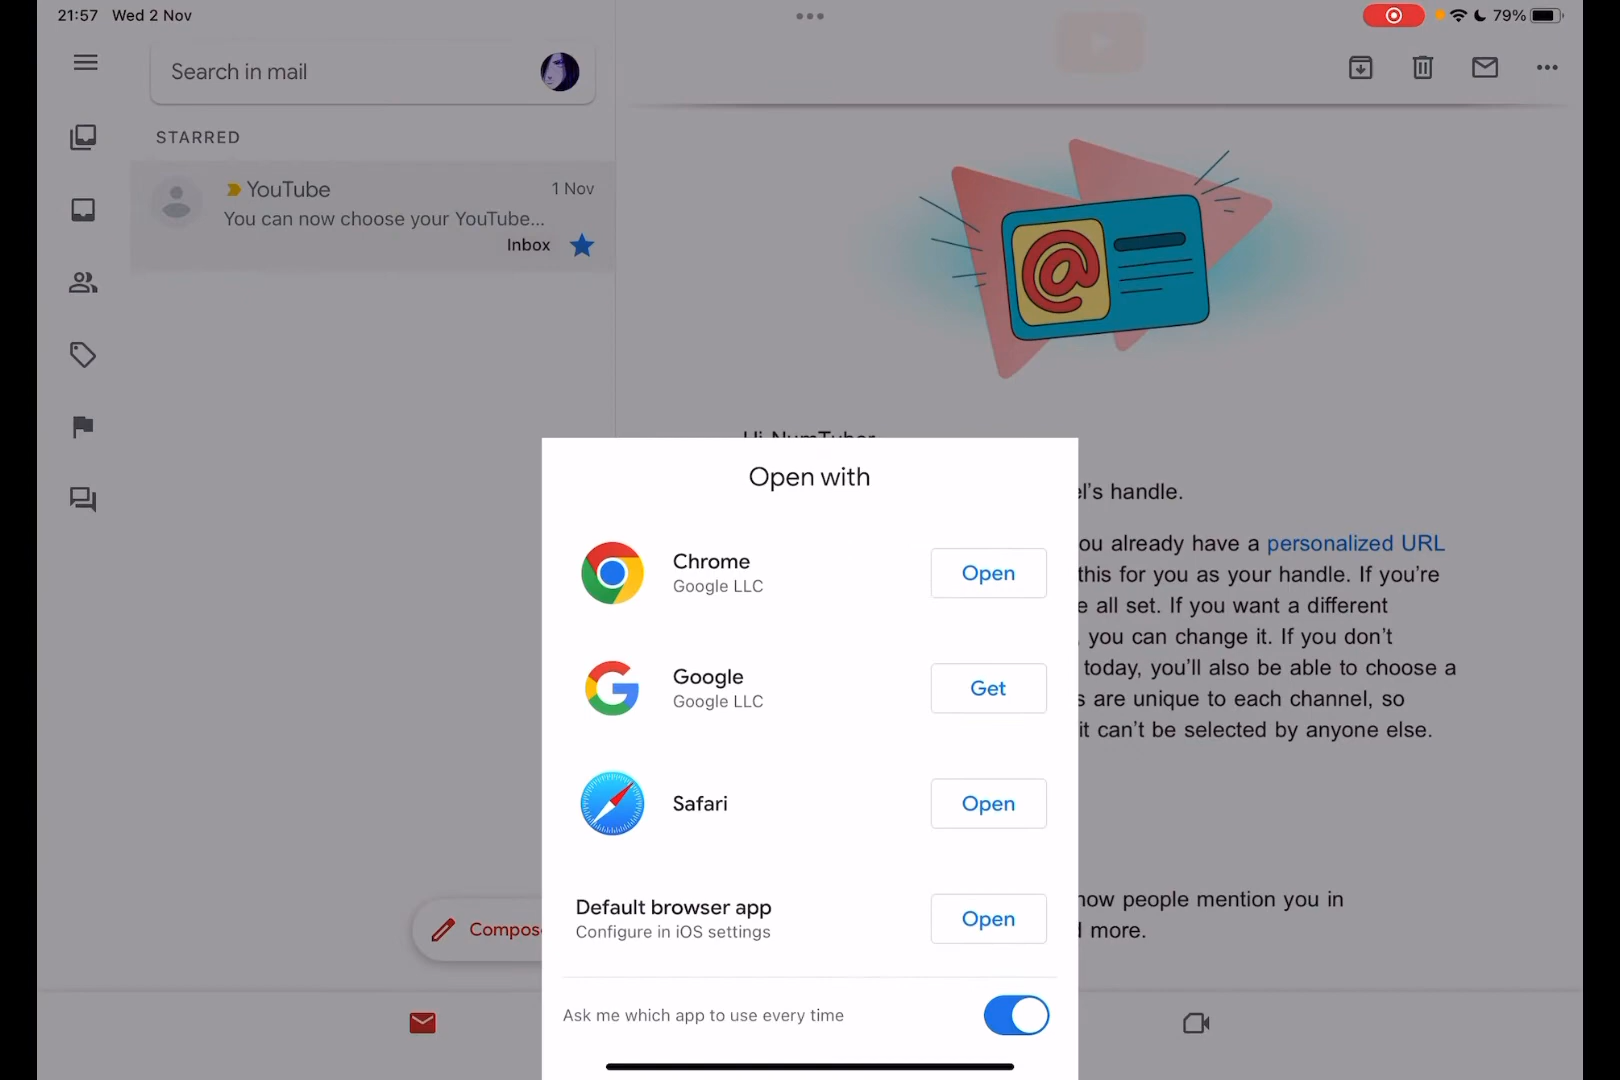 21:57 Wed 2 Nov
79%
Search in mail
STARRED
YouTube
1 Nov
You can now choose your YouTube...
Inbox
Compos
el's handle.
ou already have a personalized URL
this for you as your handle. If you're
e all set. If you want a different
, you can change it. If you don't
today, you'll also be able to choose a
s are unique to each channel, so
it can't be selected by anyone else.
now people mention you in
more.
Open with
Chrome
Google LLC
Open
Google
Google LLC
Get
Safari
Open
Default browser app
Configure in iOS settings
Open
Ask me which app to use every time